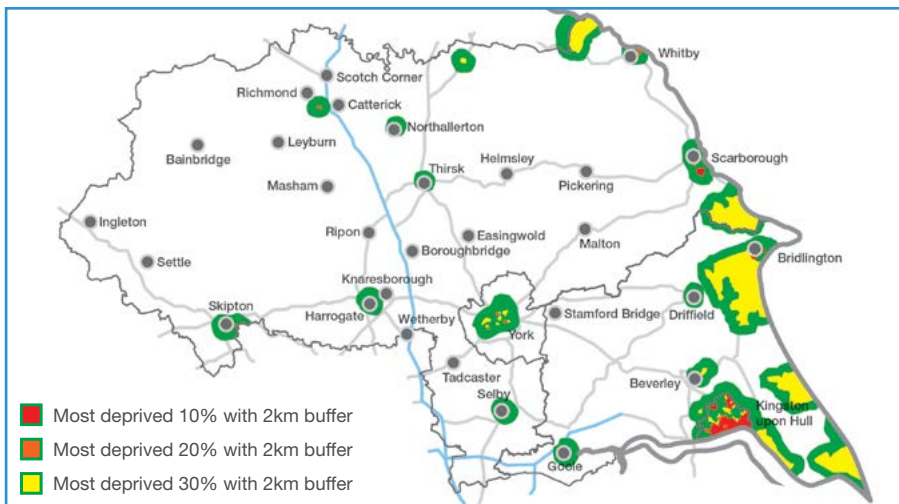 Whitby
Scotch Corner
Richmond
Catterick
Northallerton
Leyburn
Bainbridge
Scarborough
Thirsk
Helmsley
Pickering
Masham
Ingleton
Ripon
Easingwold
Malton
Boroughbridge
Settle
Bridlington
Knaresborough
Skipton
Harrogate
Wetherby
York
Stamford Bridge
Driffield
Tadcaster
Beverley
Selby
Kingston
upon Hull
Goole
Most deprived 10% with 2km buffer
Most deprived 20% with 2km buffer
Most deprived 30% with 2km buffer